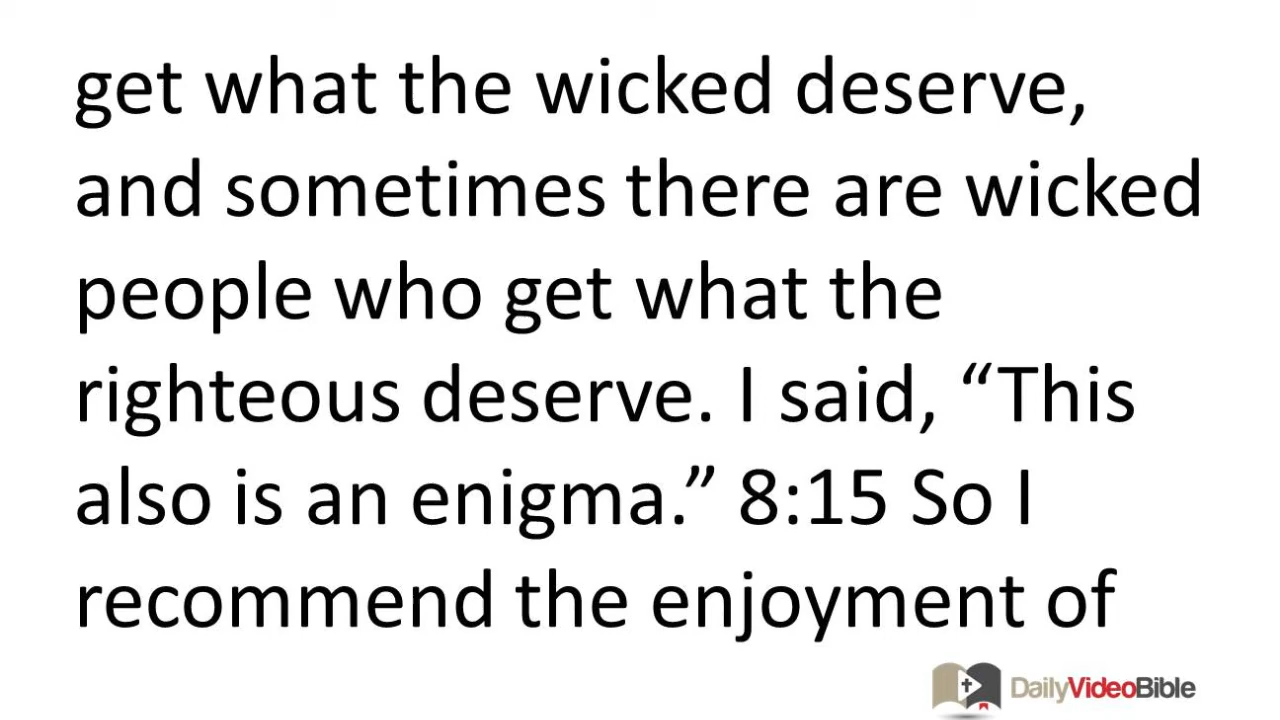 get what the wicked deserve,
and sometimes there are wicked
people who get what the
righteous deserve. I said, “This
also is an enigma.” 8:15 So I
recommend the enjoyment of
DailyVideoBible